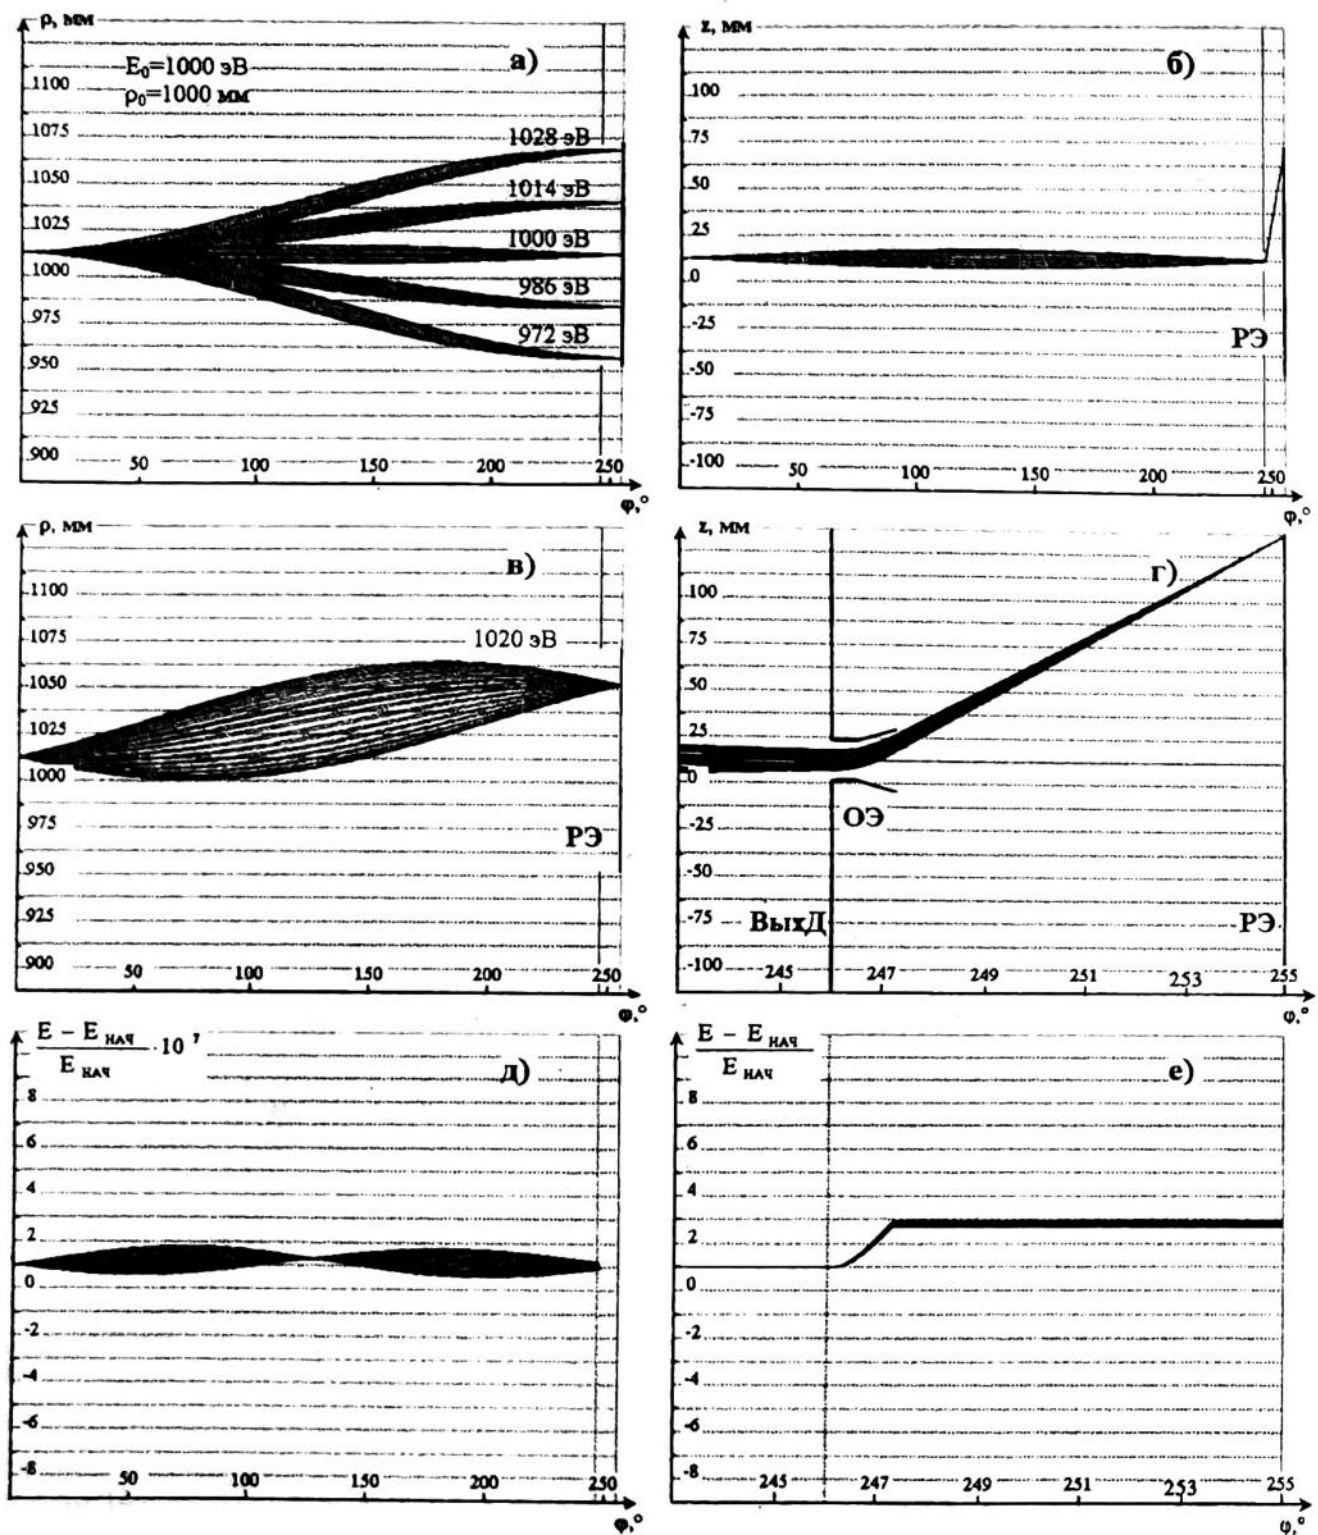 ρ, мм
а)
E₀=1000 эВ
ρ₀=1000 мм
1100
1075
1050
1025
1000
975
950
925
900
1028 эВ
1014 эВ
1000 эВ
986 эВ
972 эВ
50 100 150 200 250
φ,°
z, мм
б)
100
75
50
25
0
-25
-50
-75
-100
РЭ
50 100 150 200 250
φ,°
ρ, мм
в)
1100
1075
1050
1025
1000
975
950
925
900
1020 эВ
РЭ
50 100 150 200 250
φ,°
z, мм
г)
100
75
50
25
0
-25
-50
-75
-100
ОЭ
ВыхД
РЭ
245 247 249 251 253 255
φ,°
E – E НАЧ
E НАЧ
·10 ⁷
д)
8
6
4
2
0
-2
-4
-6
-8
50 100 150 200 250
φ,°
E – E НАЧ
E НАЧ
е)
8
6
4
2
0
-2
-4
-6
-8
245 247 249 251 253 255
φ,°